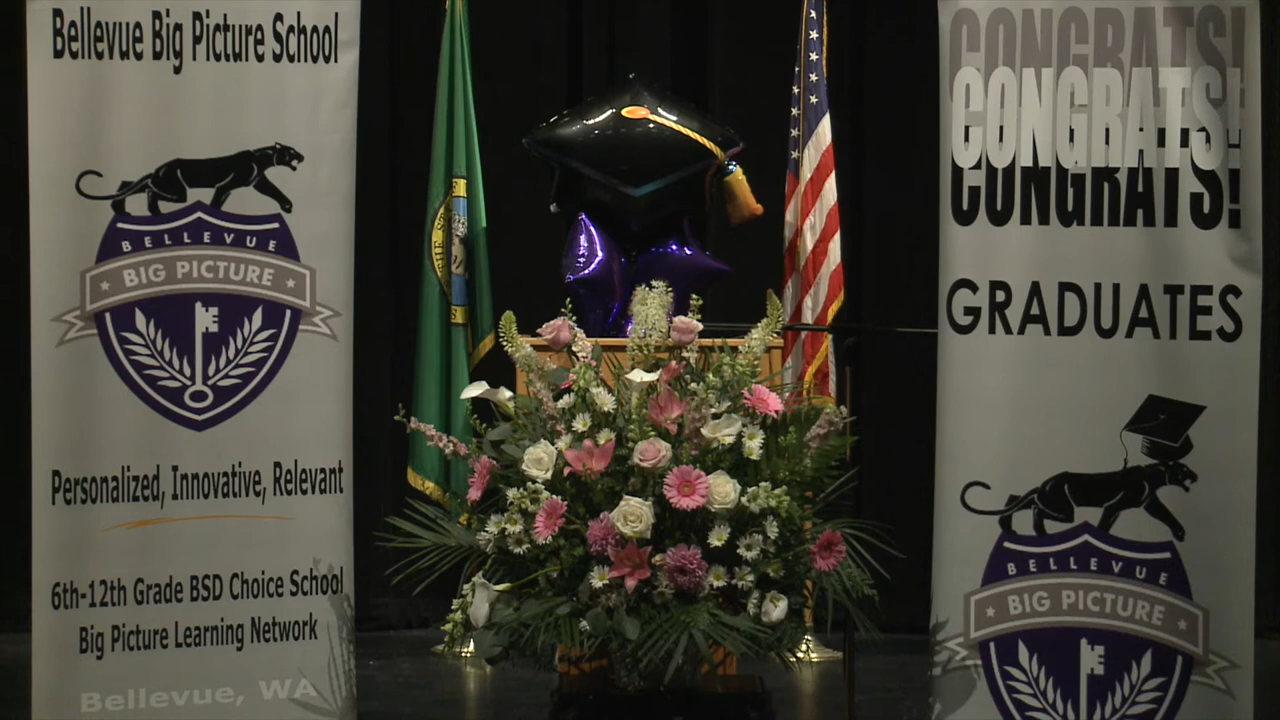 Bellevue Big Picture School
BELLEVUE
BIG PICTURE
Personalized, Innovative, Relevant
6th-12th Grade BSD Choice School
Big Picture Learning Network
Bellevue, WA
CONGRATS!
CONGRATS!
CONGRATS!
GRADUATES
BELLEVUE
BIG PICTURE